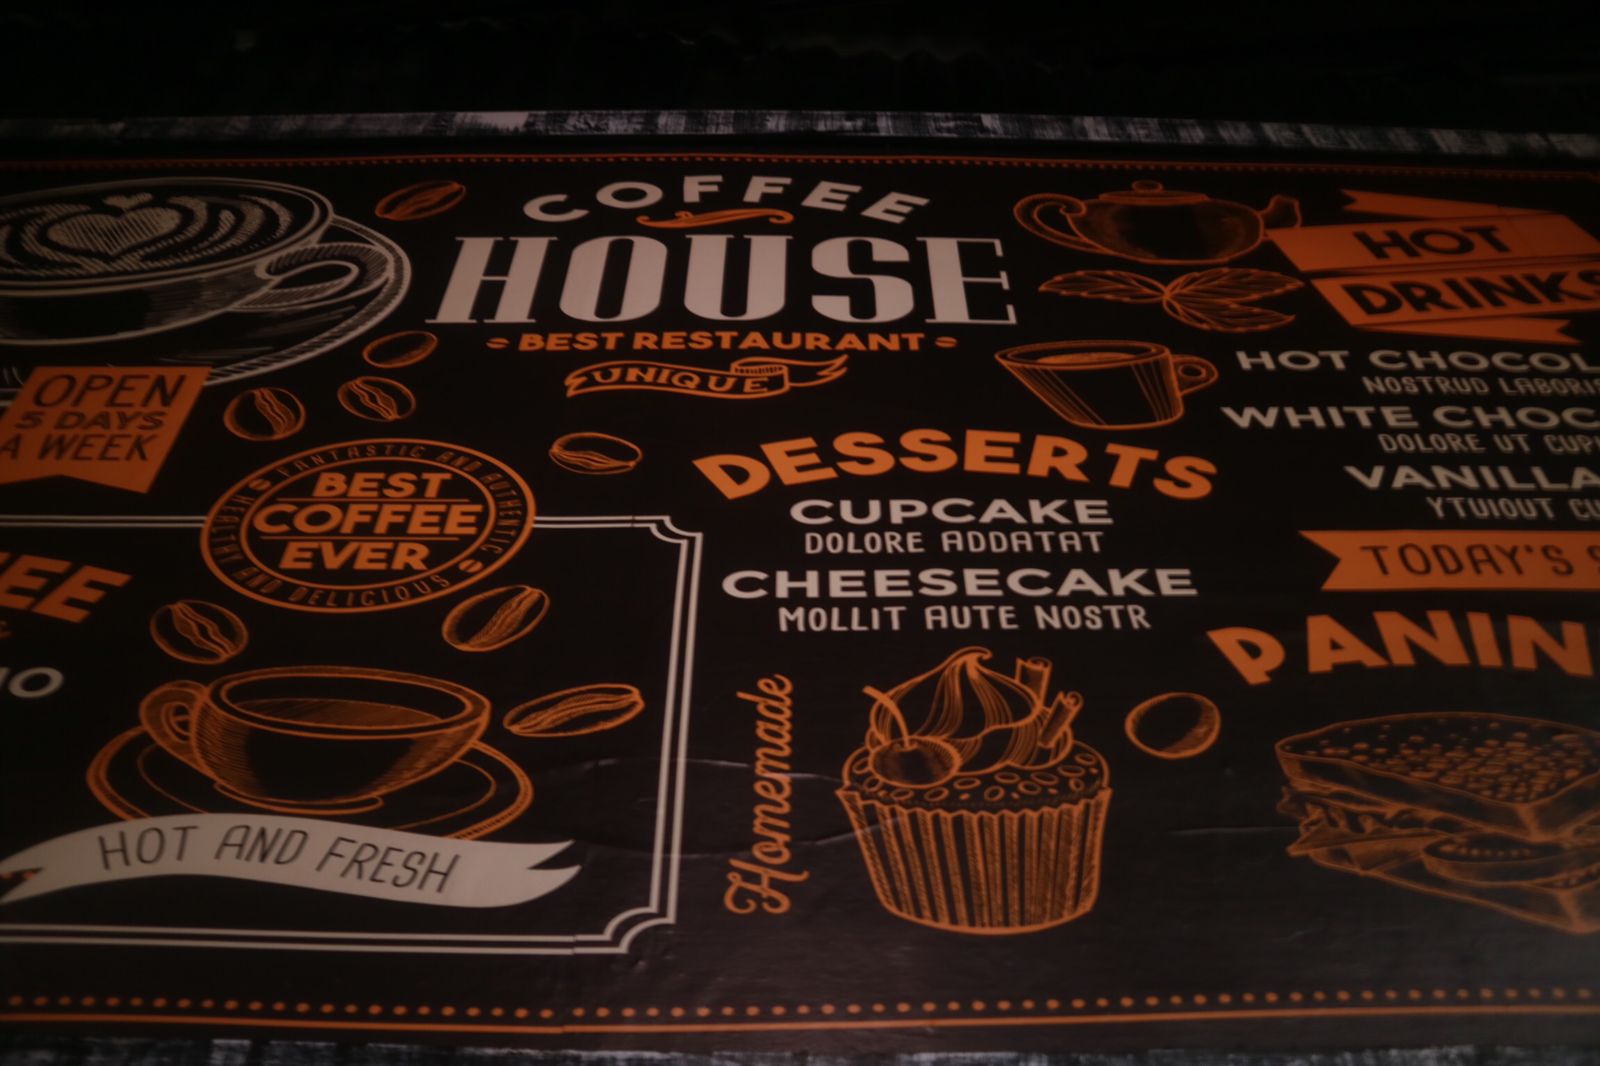 COFFEE
HOUSE
BEST RESTAURANT
UNIQUE
OPEN
5 DAYS
A WEEK
FANTASTIC AND AUTHENTIC
BEST
COFFEE
EVER
HEALTHY AND DELICIOUS
HOT AND FRESH
DESSERTS
CUPCAKE
DOLORE ADDATAT
CHEESECAKE
MOLLIT AUTE NOSTR
Homemade
HOT
DRINKS
HOT CHOCOL
NOSTRUD LABORIS
WHITE CHOC
DOLORE UT CUP
VANILLA
YTUIOUT CU
TODAY'S
PANIN